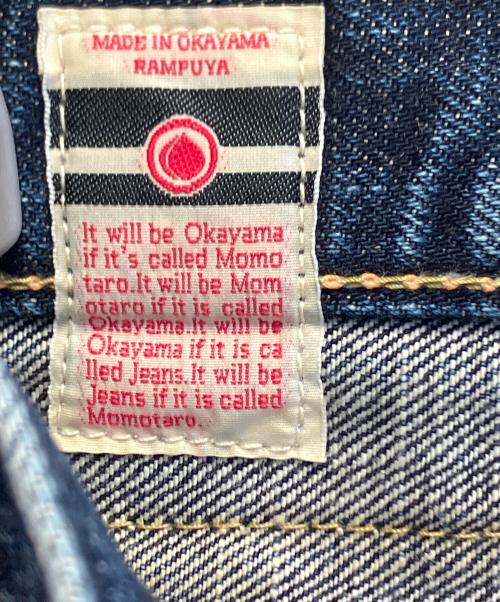 MADE IN OKAYAMA
RAMPUYA
It will be Okayama
if it's called Momo
taro.It will be Mom
otaro if it is called
Okayama.It will be
Okayama if it is ca
lled Jeans.It will be
Jeans if it is called
Momotaro.